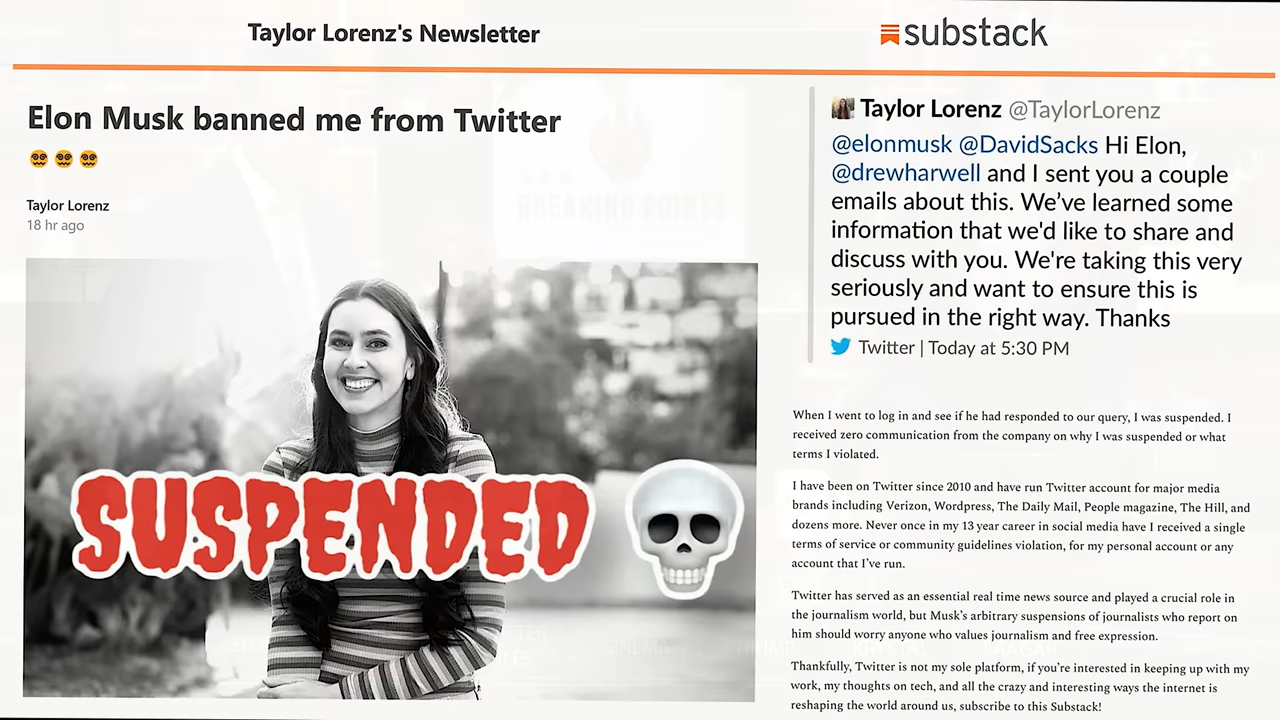 Taylor Lorenz's Newsletter
substack
Elon Musk banned me from Twitter
😵‍💫 😵‍💫 😵‍💫
Taylor Lorenz
18 hr ago
SUSPENDED 💀
Taylor Lorenz @TaylorLorenz
@elonmusk @DavidSacks Hi Elon,
@drewharwell and I sent you a couple
emails about this. We’ve learned some
information that we'd like to share and
discuss with you. We're taking this very
seriously and want to ensure this is
pursued in the right way. Thanks
Twitter | Today at 5:30 PM
When I went to log in and see if he had responded to our query, I was suspended. I
received zero communication from the company on why I was suspended or what
terms I violated.
I have been on Twitter since 2010 and have run Twitter account for major media
brands including Verizon, Wordpress, The Daily Mail, People magazine, The Hill, and
dozens more. Never once in my 13 year career in social media have I received a single
terms of service or community guidelines violation, for my personal account or any
account that I’ve run.
Twitter has served as an essential real time news source and played a crucial role in
the journalism world, but Musk’s arbitrary suspensions of journalists who report on
him should worry anyone who values journalism and free expression.
Thankfully, Twitter is not my sole platform, if you’re interested in keeping up with my
work, my thoughts on tech, and all the crazy and interesting ways the internet is
reshaping the world around us, subscribe to this Substack!
BREAKING POINTS